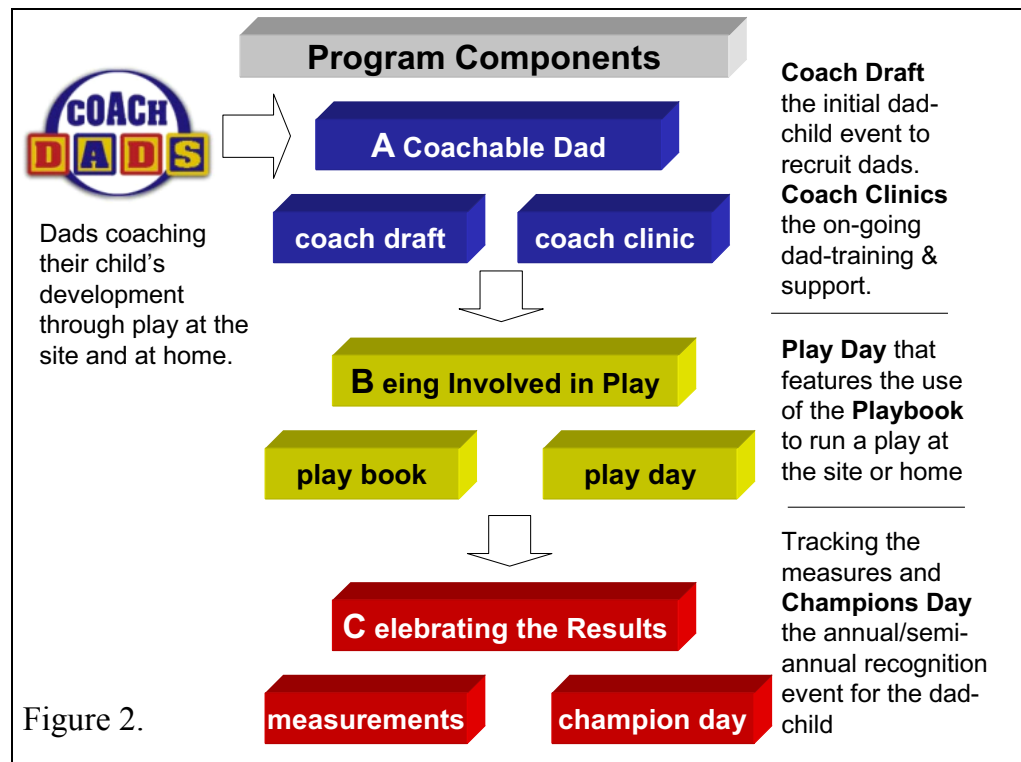 Program Components
COACH
DADS
Dads coaching
their child’s
development
through play at the
site and at home.
A Coachable Dad
coach draft
coach clinic
Coach Draft
the initial dad-
child event to
recruit dads.
Coach Clinics
the on-going
dad-training &
support.
B eing Involved in Play
play book
play day
Play Day that
features the use
of the Playbook
to run a play at
the site or home
C elebrating the Results
measurements
champion day
Tracking the
measures and
Champions Day
the annual/semi-
annual recognition
event for the dad-
child
Figure 2.